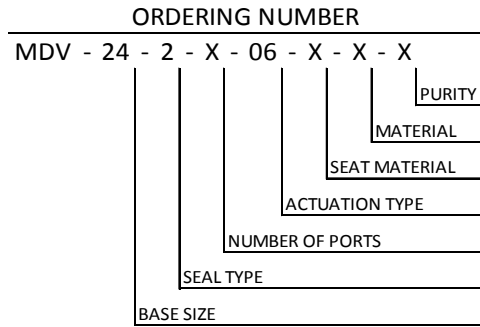 ORDERING NUMBER
MDV - 24 - 2 - X - 06 - X - X - X
PURITY
MATERIAL
SEAT MATERIAL
ACTUATION TYPE
NUMBER OF PORTS
SEAL TYPE
BASE SIZE